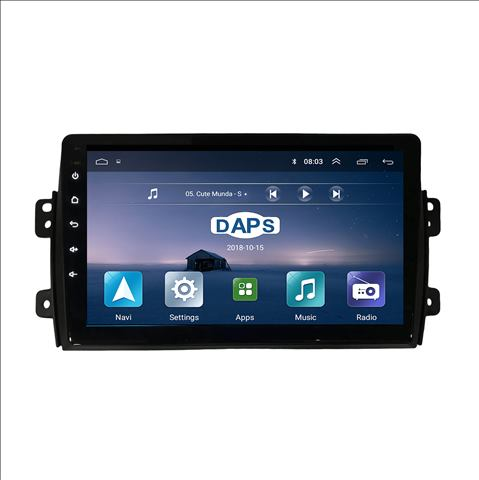 08:03
05. Cute Munda - S
DAPS
2018-10-15
Navi
Settings
Apps
Music
Radio